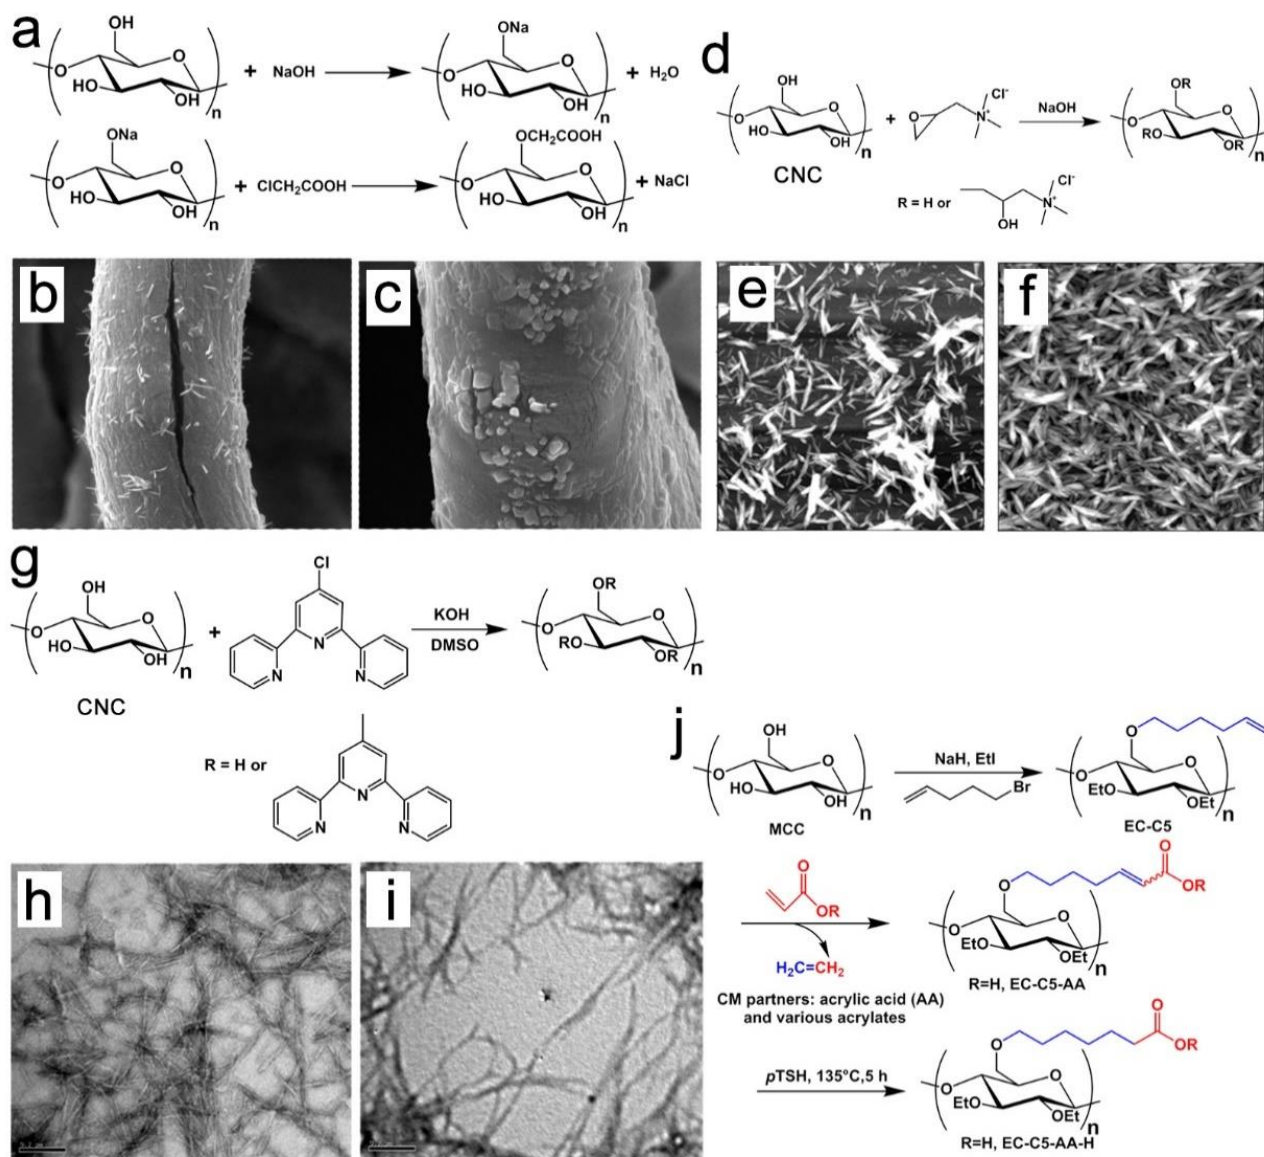 a
OH
O
O
HO
OH
n
+
NaOH
ONa
O
O
HO
OH
n
+ H₂O
ONa
O
O
HO
OH
n
+
ClCH₂COOH
OCH₂COOH
O
O
HO
OH
n
+ NaCl
d
OH
O
O
HO
OH
n
CNC
+
O
N⁺
Cl⁻
NaOH
OR
O
O
RO
OR
n
R = H or
OH
N⁺
Cl⁻
b
c
e
f
g
OH
O
O
HO
OH
n
CNC
+
Cl
N
N
N
KOH
DMSO
OR
O
O
RO
OR
n
R = H or
N
N
N
h
i
j
OH
O
O
HO
OH
n
MCC
NaH, EtI
Br
O
O
O
EtO
OEt
n
EC-C5
O
OR
H₂C=CH₂
CM partners: acrylic acid (AA)
and various acrylates
O
OR
O
O
O
EtO
OEt
n
R=H, EC-C5-AA
pTSH, 135°C,5 h
O
OR
O
O
O
EtO
OEt
n
R=H, EC-C5-AA-H